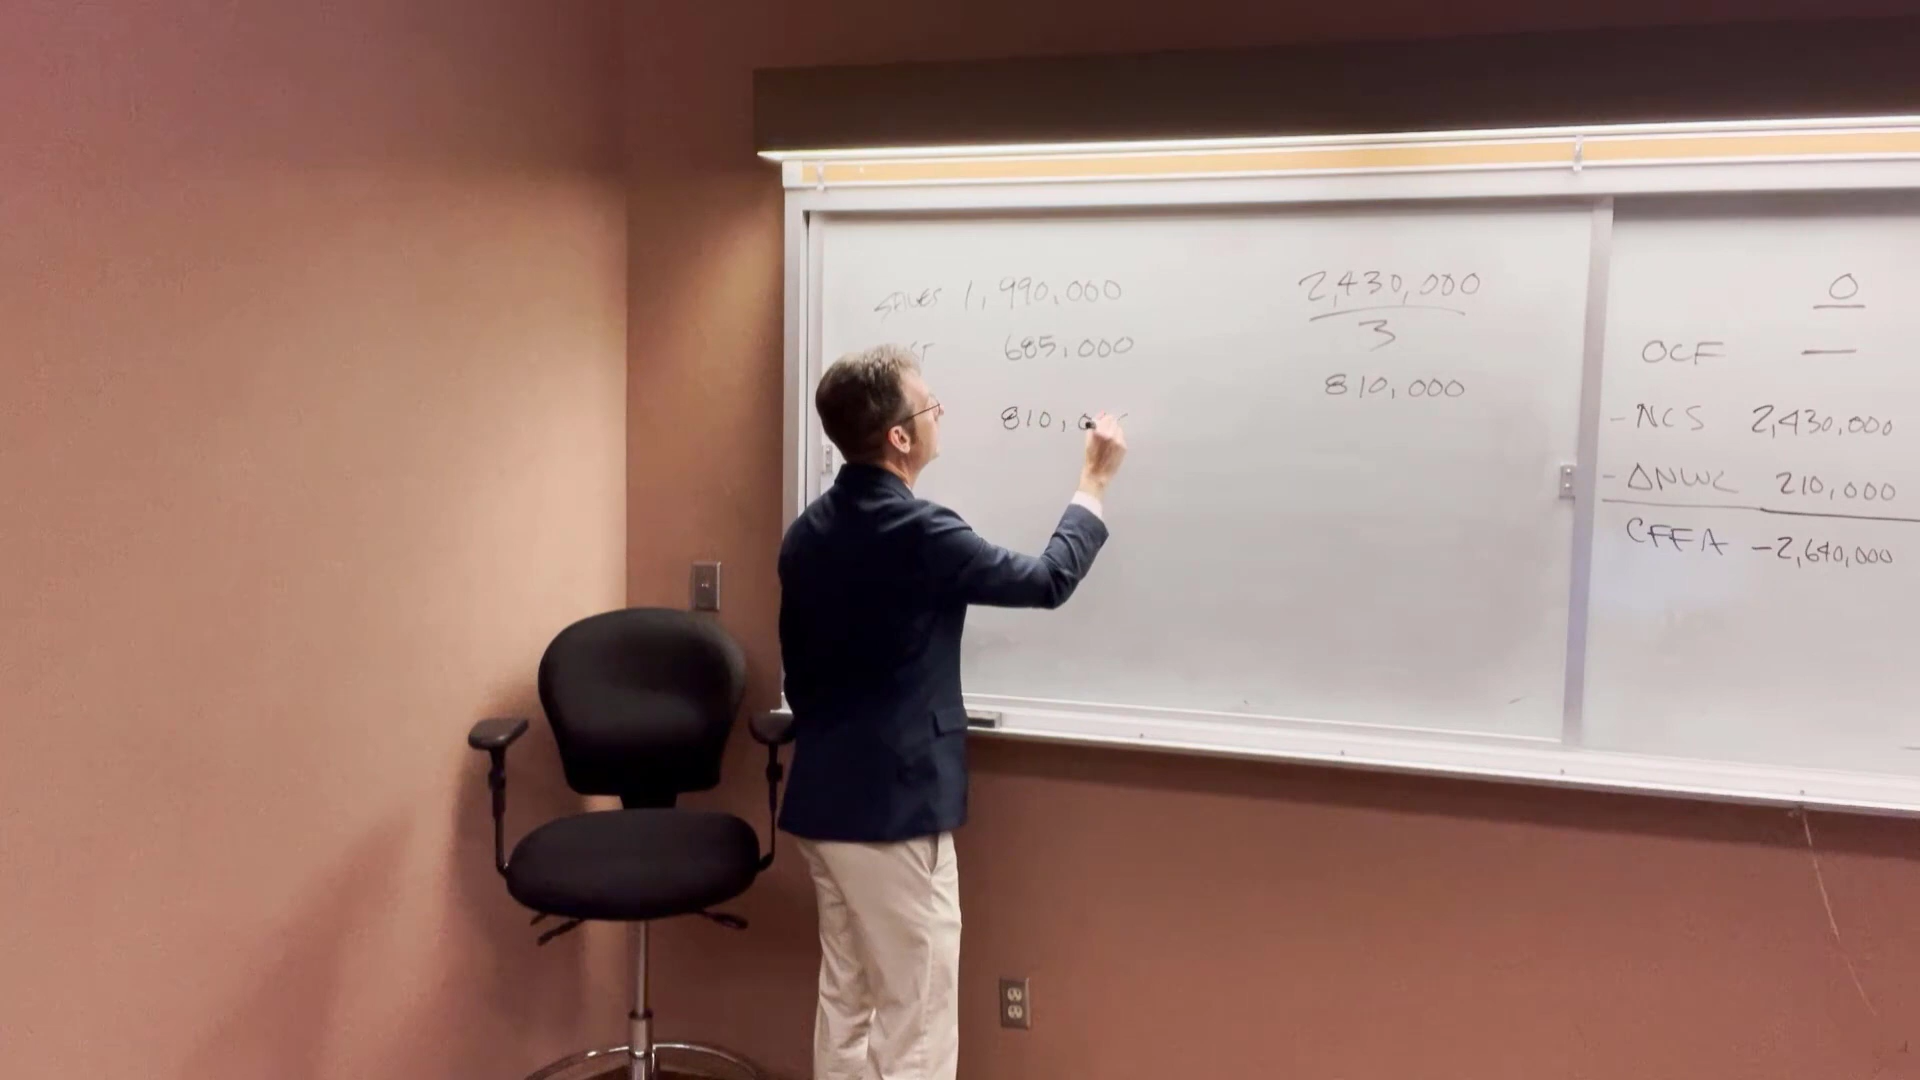 SALES 1,990,000
685,000
810,0
2,430,000
3
810,000
0
OCF —
- NCS 2,430,000
- ΔNWC 210,000
CFFA -2,640,000